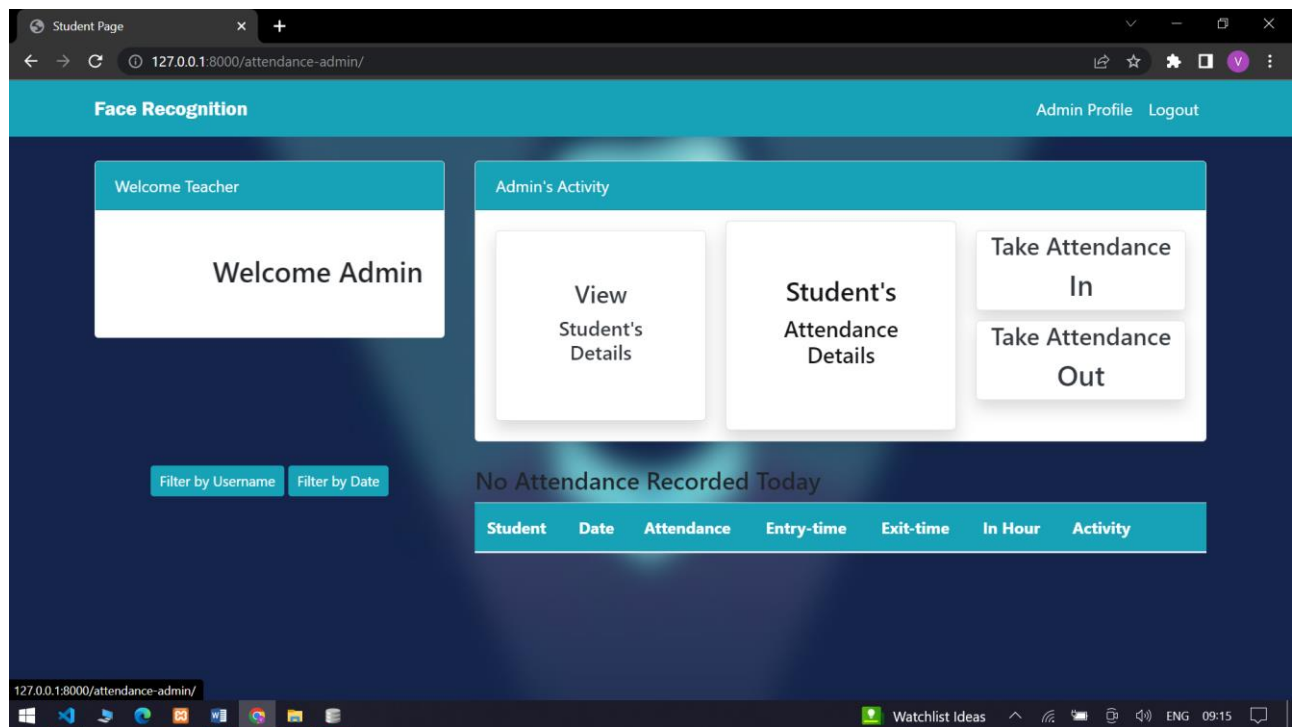 Student Page
127.0.0.1:8000/attendance-admin/
V
Face Recognition
Admin Profile Logout
Welcome Teacher
Welcome Admin
Admin's Activity
View
Student's
Details
Student's
Attendance
Details
Take Attendance
In
Take Attendance
Out
Filter by Username
Filter by Date
No Attendance Recorded Today
Student Date Attendance Entry-time Exit-time In Hour Activity
127.0.0.1:8000/attendance-admin/
Watchlist Ideas ENG 09:15